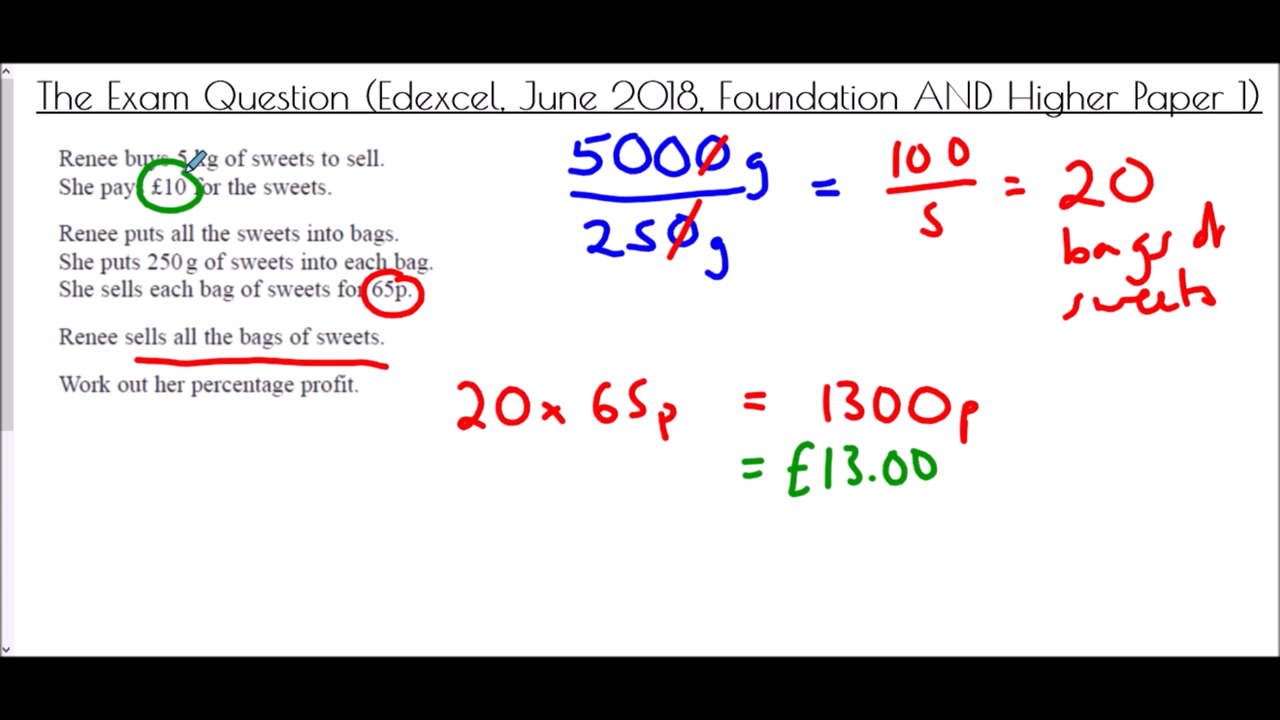 The Exam Question (Edexcel, June 2018, Foundation AND Higher Paper 1)
Renee buys 5 kg of sweets to sell.
She pays £10 for the sweets.
Renee puts all the sweets into bags.
She puts 250 g of sweets into each bag.
She sells each bag of sweets for 65p.
Renee sells all the bags of sweets.
Work out her percentage profit.
5000g
250g
=
100
5
= 20
bags of
sweets
20 x 65p = 1300p
= £13.00